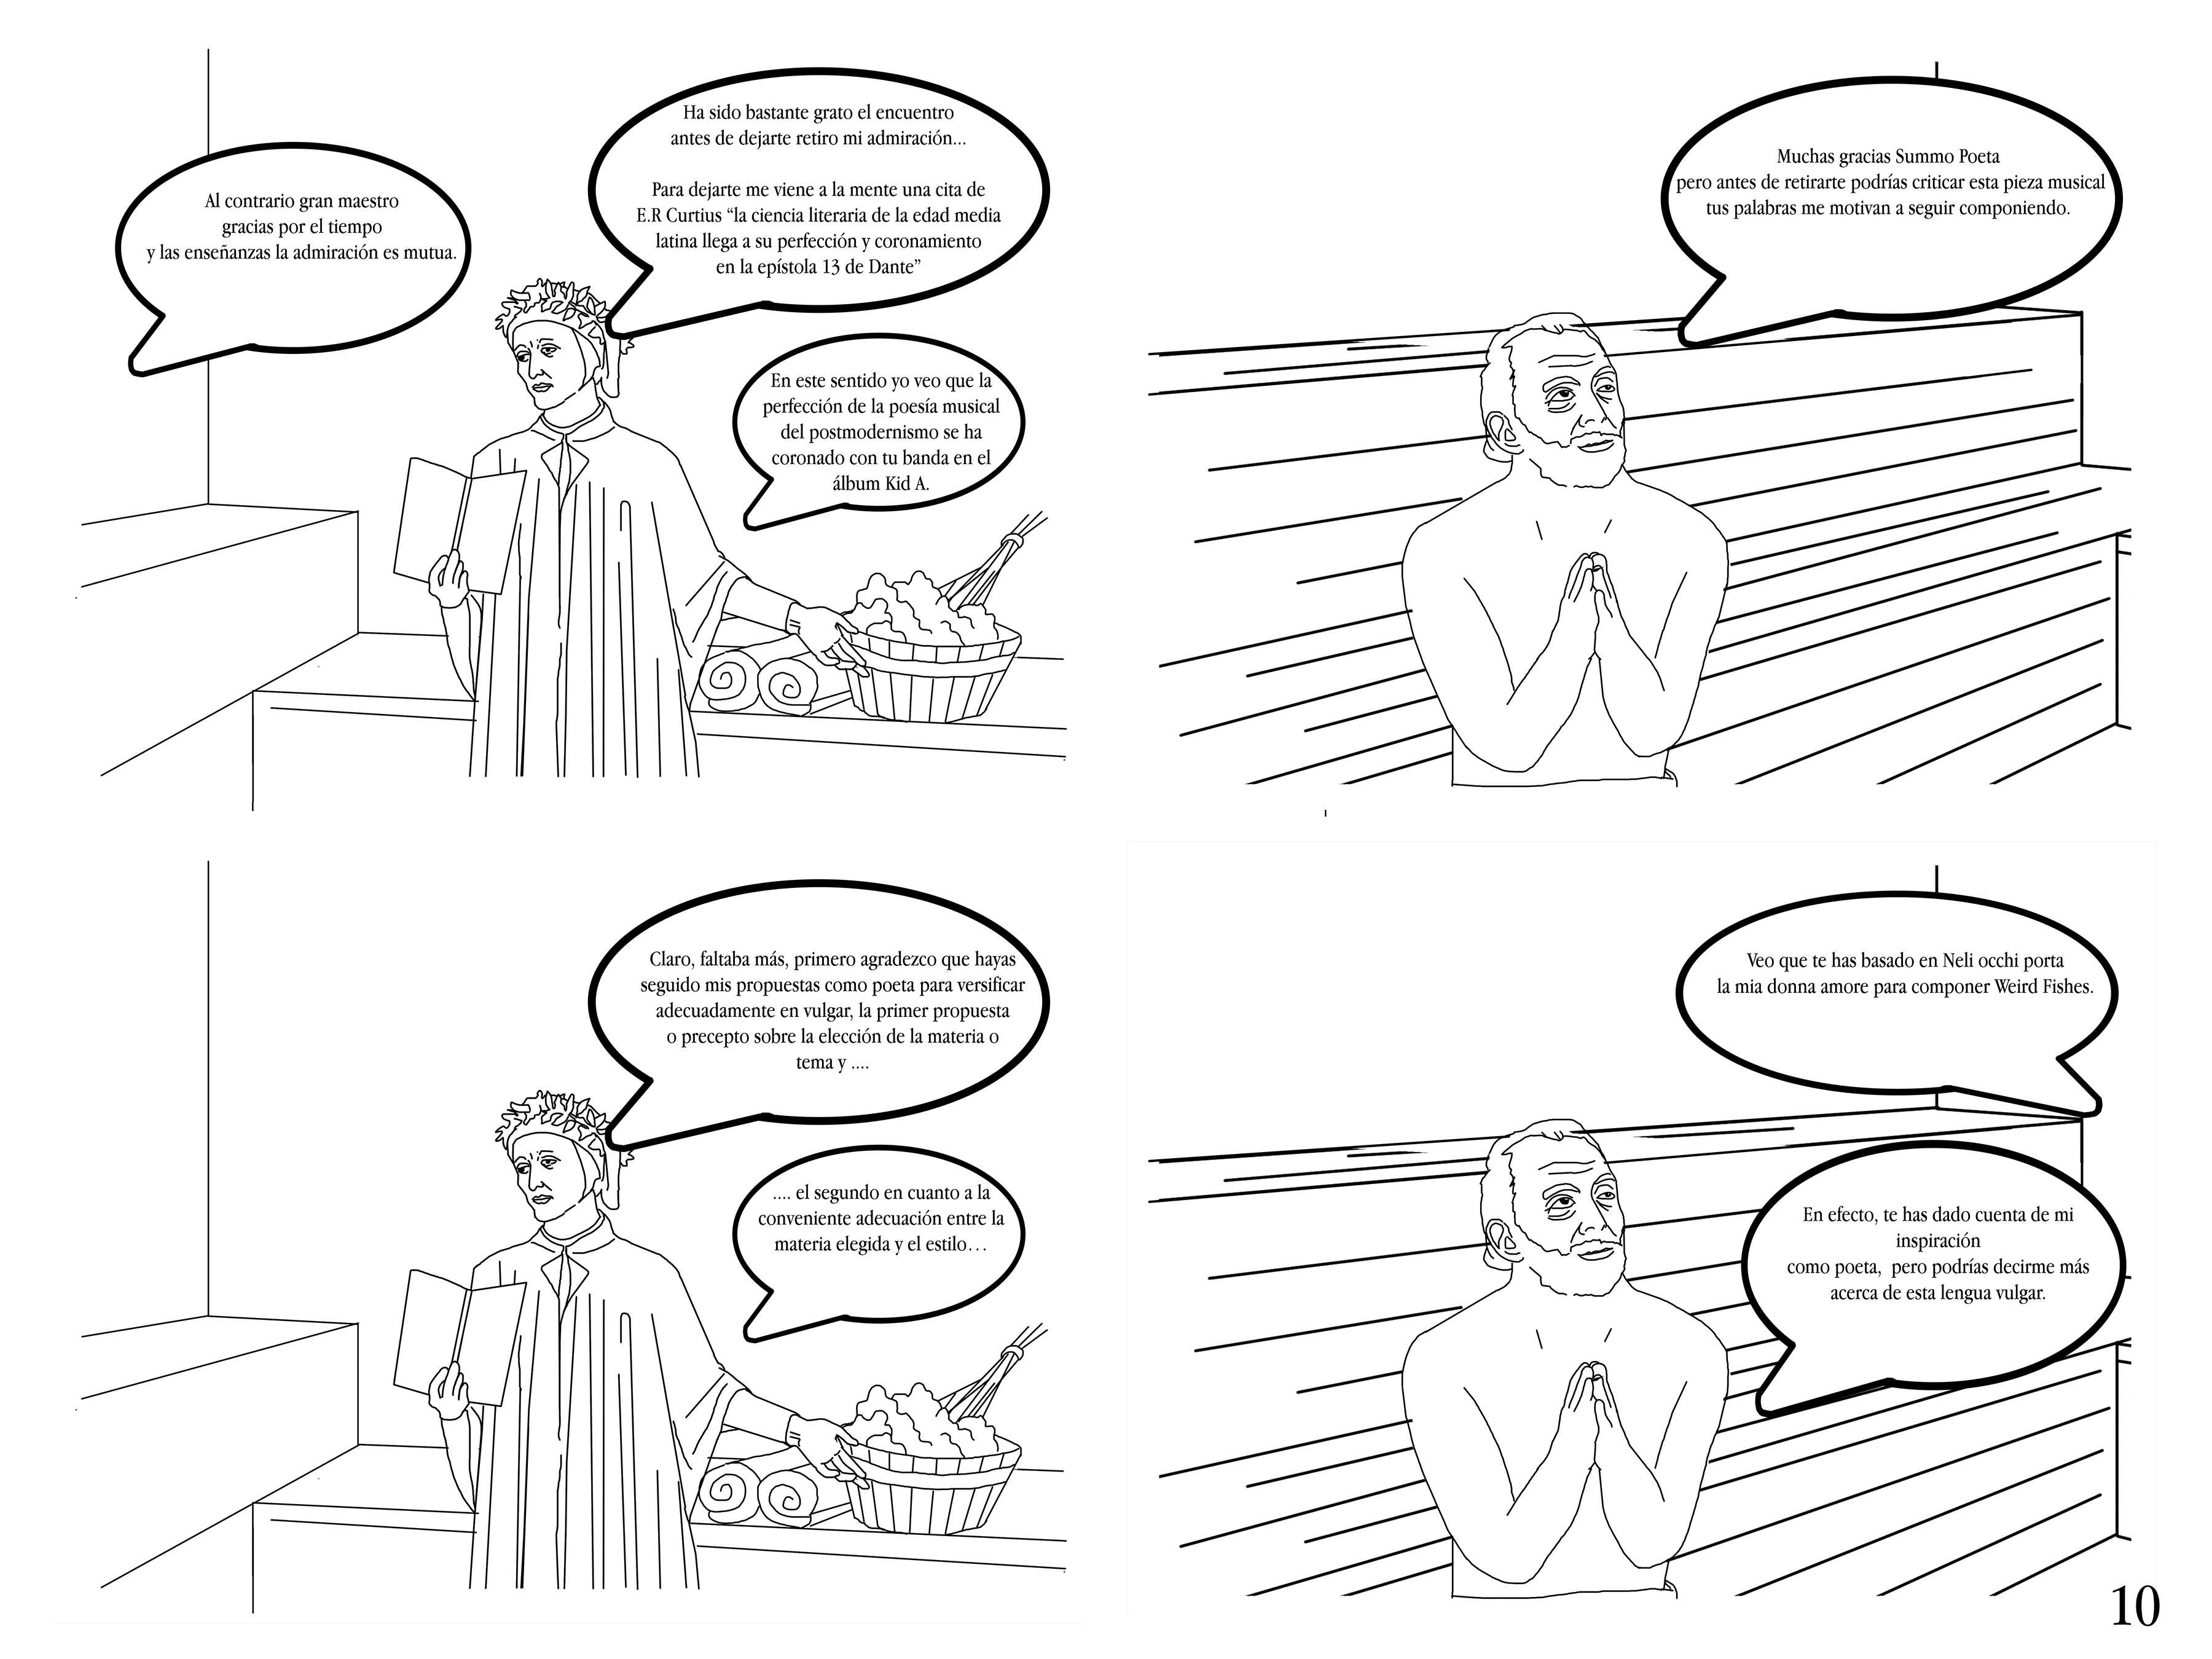 Ha sido bastante grato el encuentro
antes de dejarte retiro mi admiración...
Para dejarte me viene a la mente una cita de
E.R Curtius “la ciencia literaria de la edad media
latina llega a su perfección y coronamiento
en la epístola 13 de Dante”
Al contrario gran maestro
gracias por el tiempo
y las enseñanzas la admiración es mutua.
En este sentido yo veo que la
perfección de la poesía musical
del postmodernismo se ha
coronado con tu banda en el
álbum Kid A.
Muchas gracias Summo Poeta
pero antes de retirarte podrías criticar esta pieza musical
tus palabras me motivan a seguir componiendo.
Claro, faltaba más, primero agradezco que hayas
seguido mis propuestas como poeta para versificar
adecuadamente en vulgar, la primer propuesta
o precepto sobre la elección de la materia o
tema y ....
.... el segundo en cuanto a la
conveniente adecuación entre la
materia elegida y el estilo…
Veo que te has basado en Neli occhi porta
la mia donna amore para componer Weird Fishes.
En efecto, te has dado cuenta de mi
inspiración
como poeta, pero podrías decirme más
acerca de esta lengua vulgar.
10